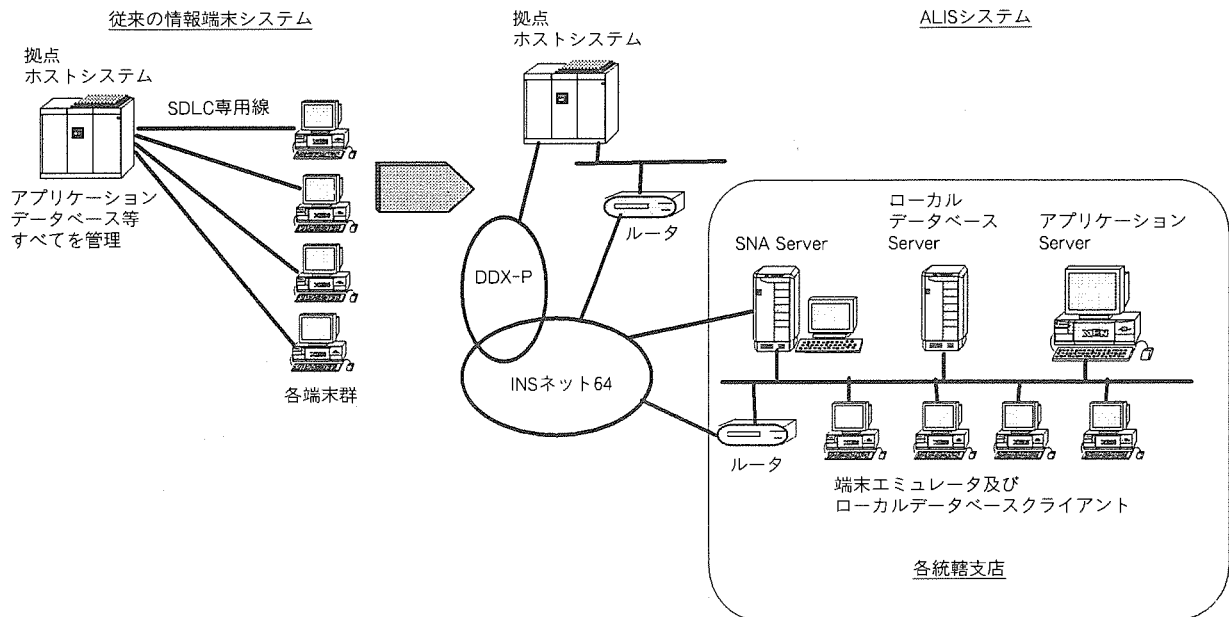 従来の情報端末システム
拠点
ホストシステム
SDLC専用線
アプリケーション
データベース等
すべてを管理
各端末群
拠点
ホストシステム
ALISシステム
ルータ
DDX-P
INSネット64
SNA Server
ローカル
データベース
Server
アプリケーション
Server
ルータ
端末エミュレータ及び
ローカルデータベースクライアント
各統轄支店